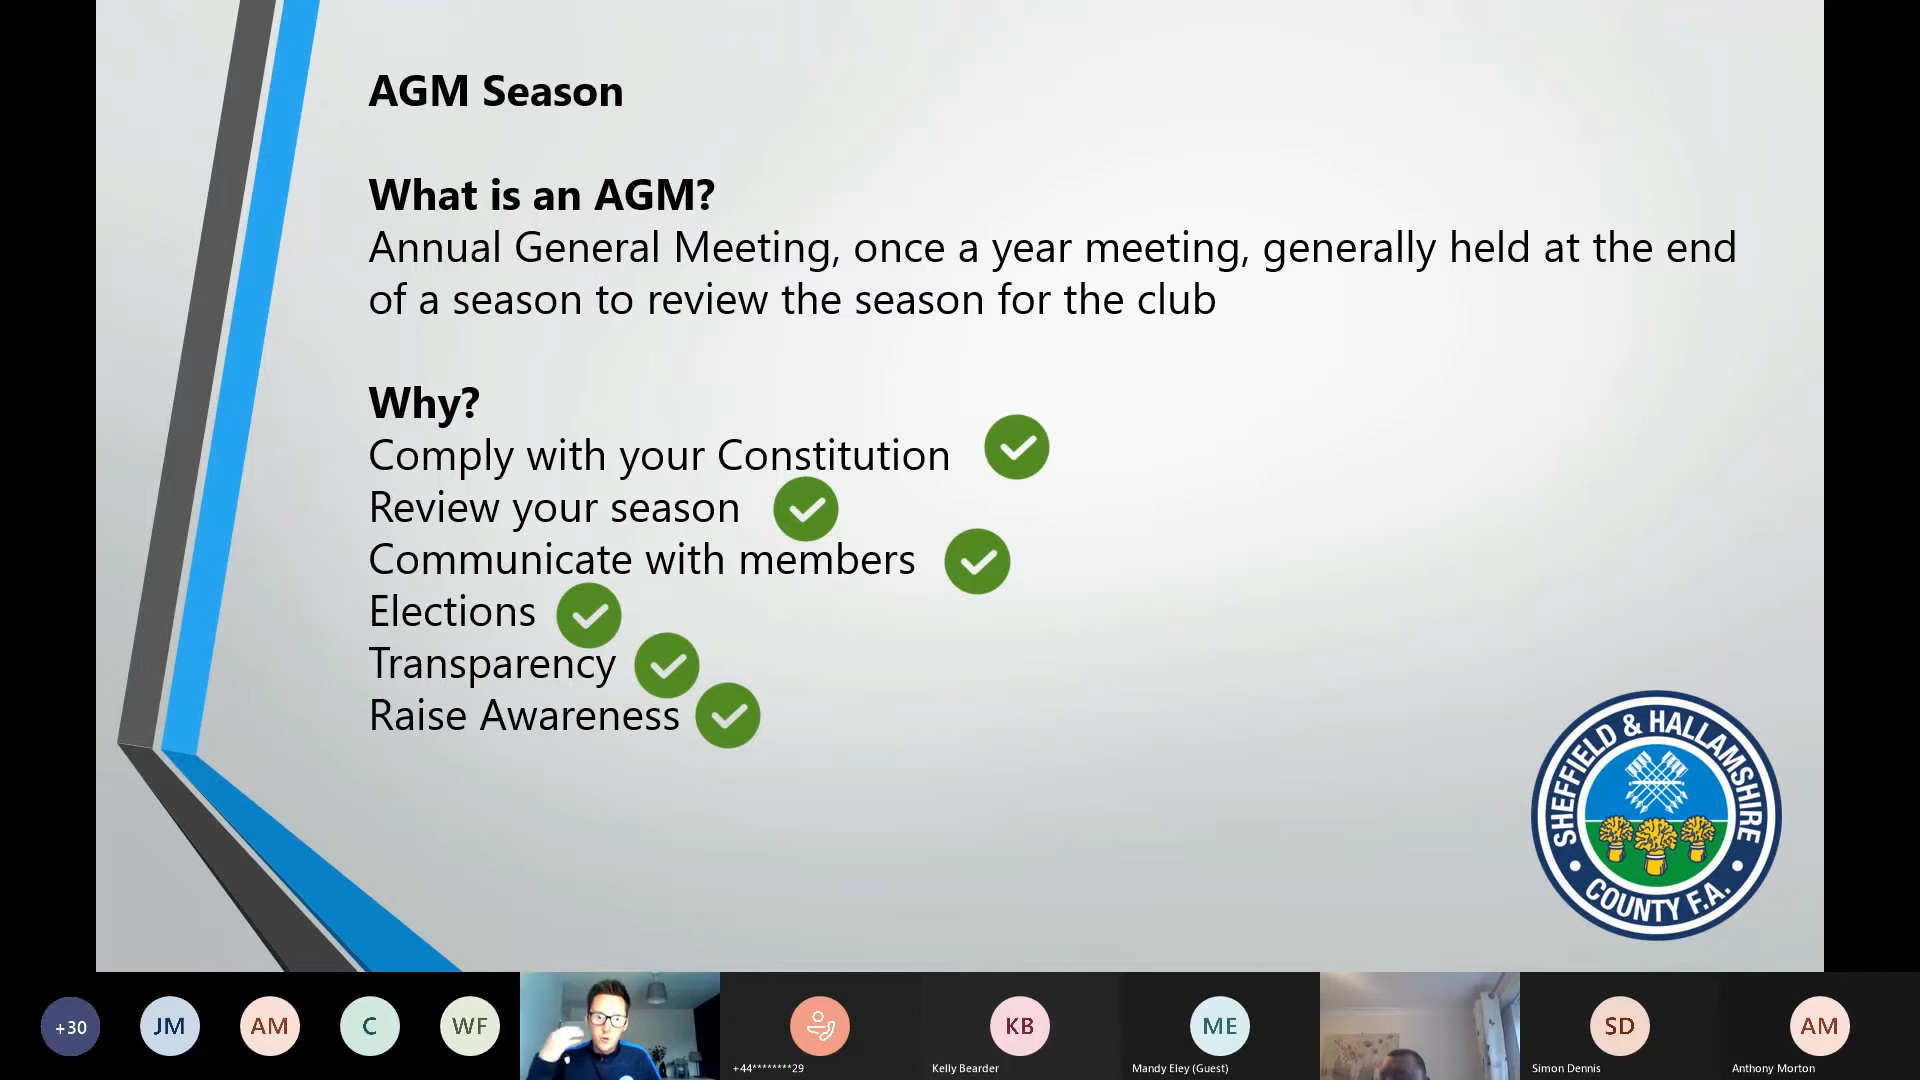 AGM Season
What is an AGM?
Annual General Meeting, once a year meeting, generally held at the end
of a season to review the season for the club
Why?
Comply with your Constitution
Review your season
Communicate with members
Elections
Transparency
Raise Awareness
SHEFFIELD & HALLAMSHIRE
COUNTY F.A.
+30
JM
AM
C
WF
KB
ME
SD
AM
+44********29
Kelly Bearder
Mandy Eley (Guest)
Simon Dennis
Anthony Morton